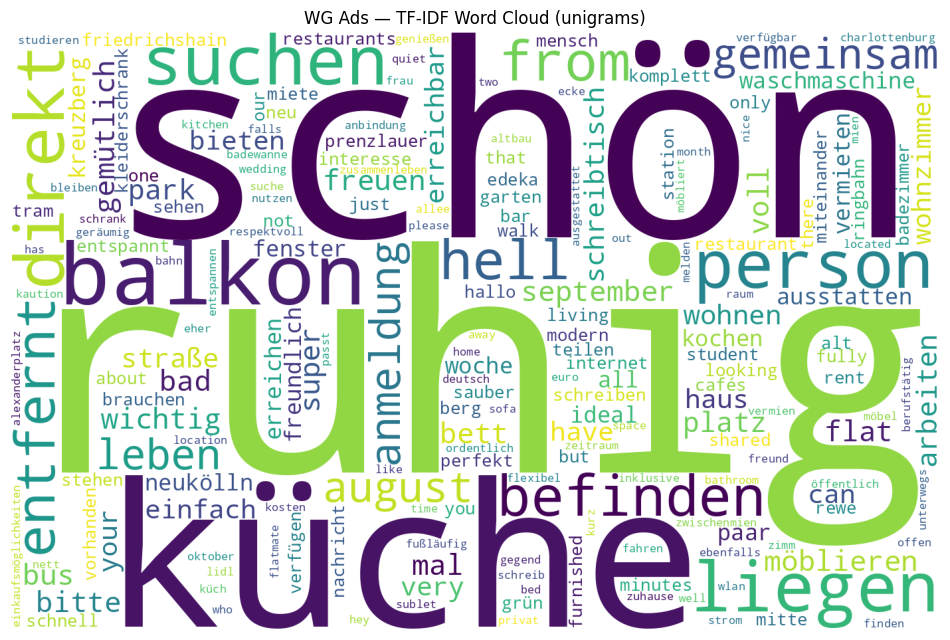 WG Ads — TF-IDF Word Cloud (unigrams)
studieren
friedrichshain
restaurants
genießen
mensch
verfügbar
charlottenburg
suchen
quiet
from
gemeinsam
frau
two
komplett
waschmaschine
direkt
kreuzberg
gemütlich
kleiderschrank
our
miete
neu
erreichbar
ecke
only
nice
schön
kitchen
falls
anbindung
bieten
badewanne
prenzlauer
altbau
that
schreibtisch
station
month
möbliert
voll
there
miteinander
vermieten
ringbahn
mien
badezimmer
wohnzimmer
one
park
wedding
interesse
zusammenleben
bleiben
suche
freuen
edeka
garten
sehen
nutzen
just
allee
bar
walk
tram
schrank
geräumig
respektvoll
not
please
ausgestattet
out
restaurant
located
has
entspannt
fenster
bahn
entspannen
balkon
anmeldung
hell
hallo
september
melden
person
raum
ausstatten
kaution
entfernt
alexanderplatz
ruhig
eher
living
wohnen
straße
erreichen
freundlich
super
passt
away
modern
home
teilen
kochen
alt
fully
student
about
bad
woche
deutsch
internet
looking
cafés
rent
brauchen
sauber
euro
all
schreiben
haus
wichtig
berg
sofa
ideal
platz
vermien
möbel
berufstätig
arbeiten
leben
location
bett
ordentlich
have
space
zeitraum
shared
flat
perfekt
but
freund
stehen
like
neukölln
flexibel
inklusive
bathroom
öffentlich
unterwegs
einkaufsmöglichkeiten
vorhanden
your
einfach
august
befinden
can
rewe
kosten
time
you
kurz
zwischenmien
paar
offen
küche
oktober
flatmate
verfügen
nachricht
fußläufig
gegend
furnished
fahren
ebenfalls
zimm
nett
bus
lidl
mal
schreib
möblieren
liegen
küch
very
bed
minutes
bitte
sublet
grün
zuhause
well
wlan
schnell
who
hey
privat
strom
mitte
finden